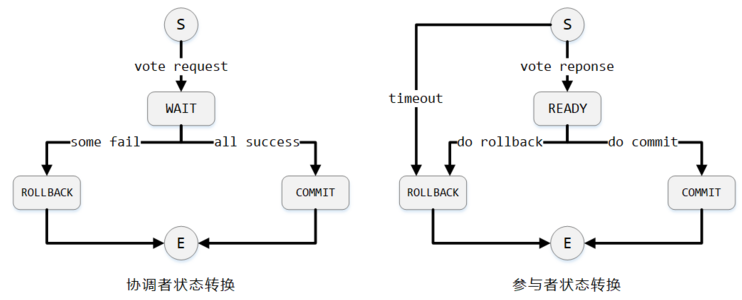 S
vote request
WAIT
some fail
all success
ROLLBACK
COMMIT
E
协调者状态转换
S
vote reponse
timeout
READY
do rollback
do commit
ROLLBACK
COMMIT
E
参与者状态转换